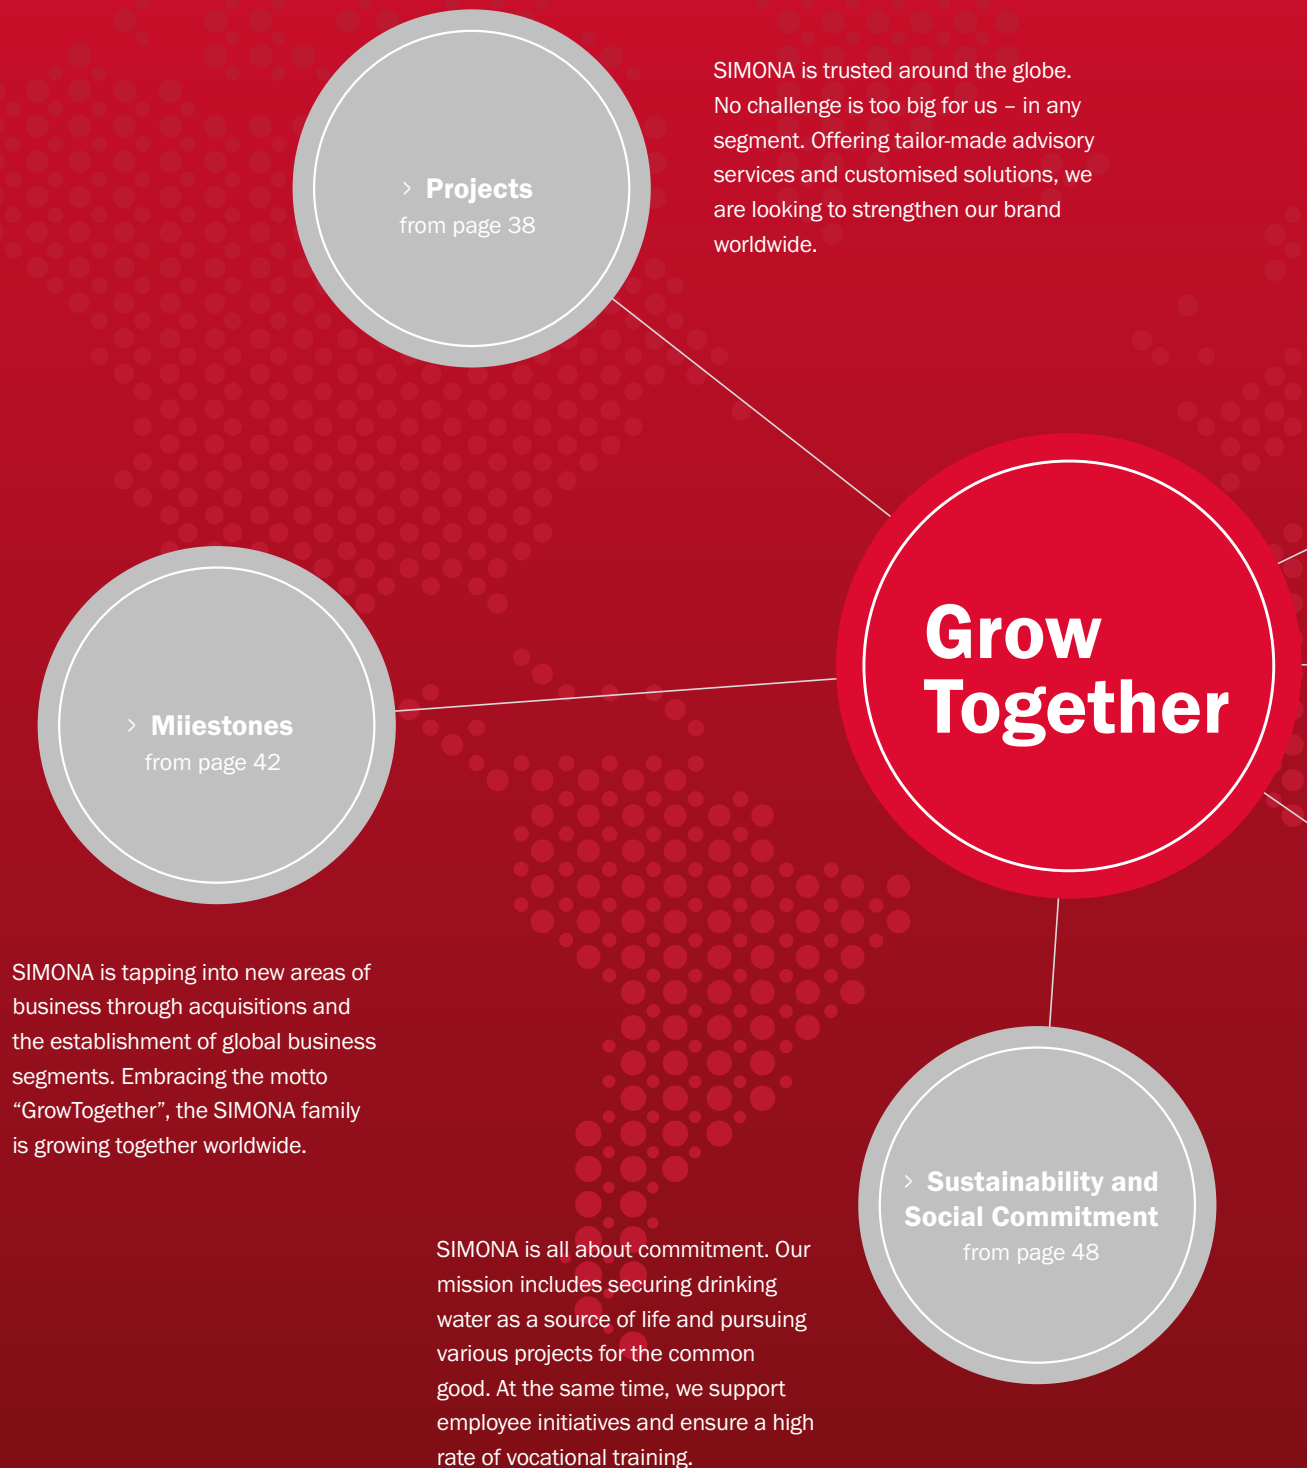 › Projects
from page 38
SIMONA is trusted around the globe.
No challenge is too big for us – in any
segment. Offering tailor-made advisory
services and customised solutions, we
are looking to strengthen our brand
worldwide.
Grow
Together
› Miiestones
from page 42
SIMONA is tapping into new areas of
business through acquisitions and
the establishment of global business
segments. Embracing the motto
“GrowTogether”, the SIMONA family
is growing together worldwide.
› Sustainability and
Social Commitment
from page 48
SIMONA is all about commitment. Our
mission includes securing drinking
water as a source of life and pursuing
various projects for the common
good. At the same time, we support
employee initiatives and ensure a high
rate of vocational training.